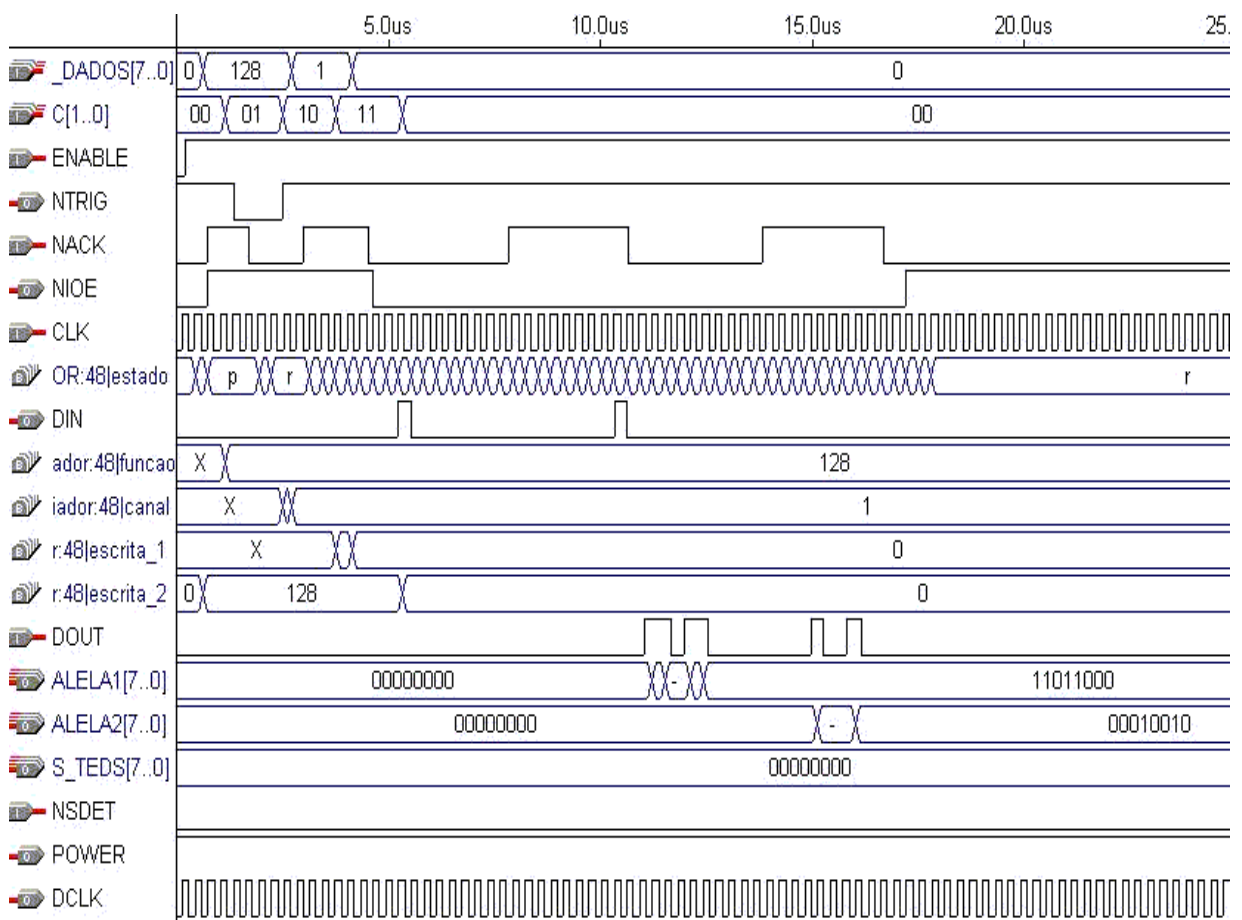 5.0us 10.0us 15.0us 20.0us 25.
_DADOS[7..0] 0 128 1 0
C[1..0] 00 01 10 11 00
ENABLE
NTRIG
NACK
NIOE
CLK
OR:48|estado p r r
DIN
ador:48|funcao X 128
iador:48|canal X 1
r:48|escrita_1 X 0
r:48|escrita_2 0 128 0
DOUT
ALELA1[7..0] 00000000 - 11011000
ALELA2[7..0] 00000000 - 00010010
S_TEDS[7..0] 00000000
NSDET
POWER
DCLK